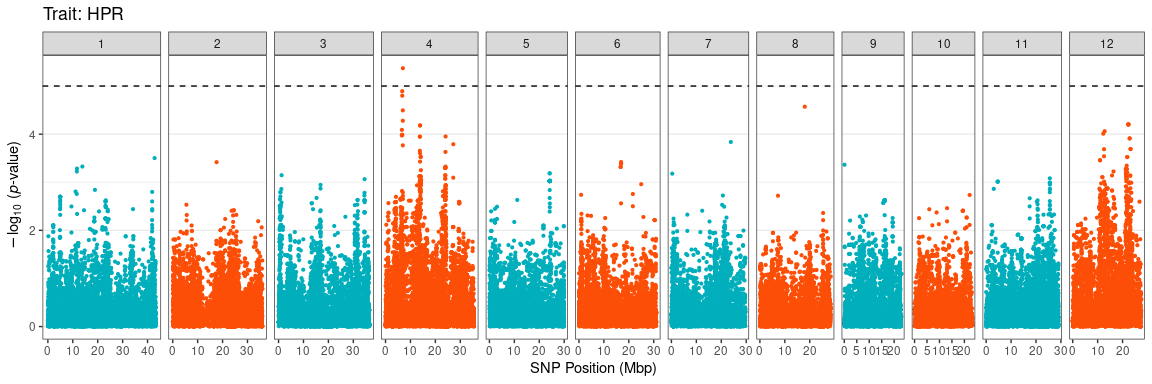 Trait: HPR
1 2 3 4 5 6 7 8 9 10 11 12
4
2
0
− log10 (p-value)
0 10 20 30 40 0 10 20 30 0 10 20 30 0 10 20 30 0 10 20 30 0 10 20 30 0 10 20 30 0 10 20 0 5 10 15 20 0 5 10 15 20 0 10 20 30 0 10 20
SNP Position (Mbp)